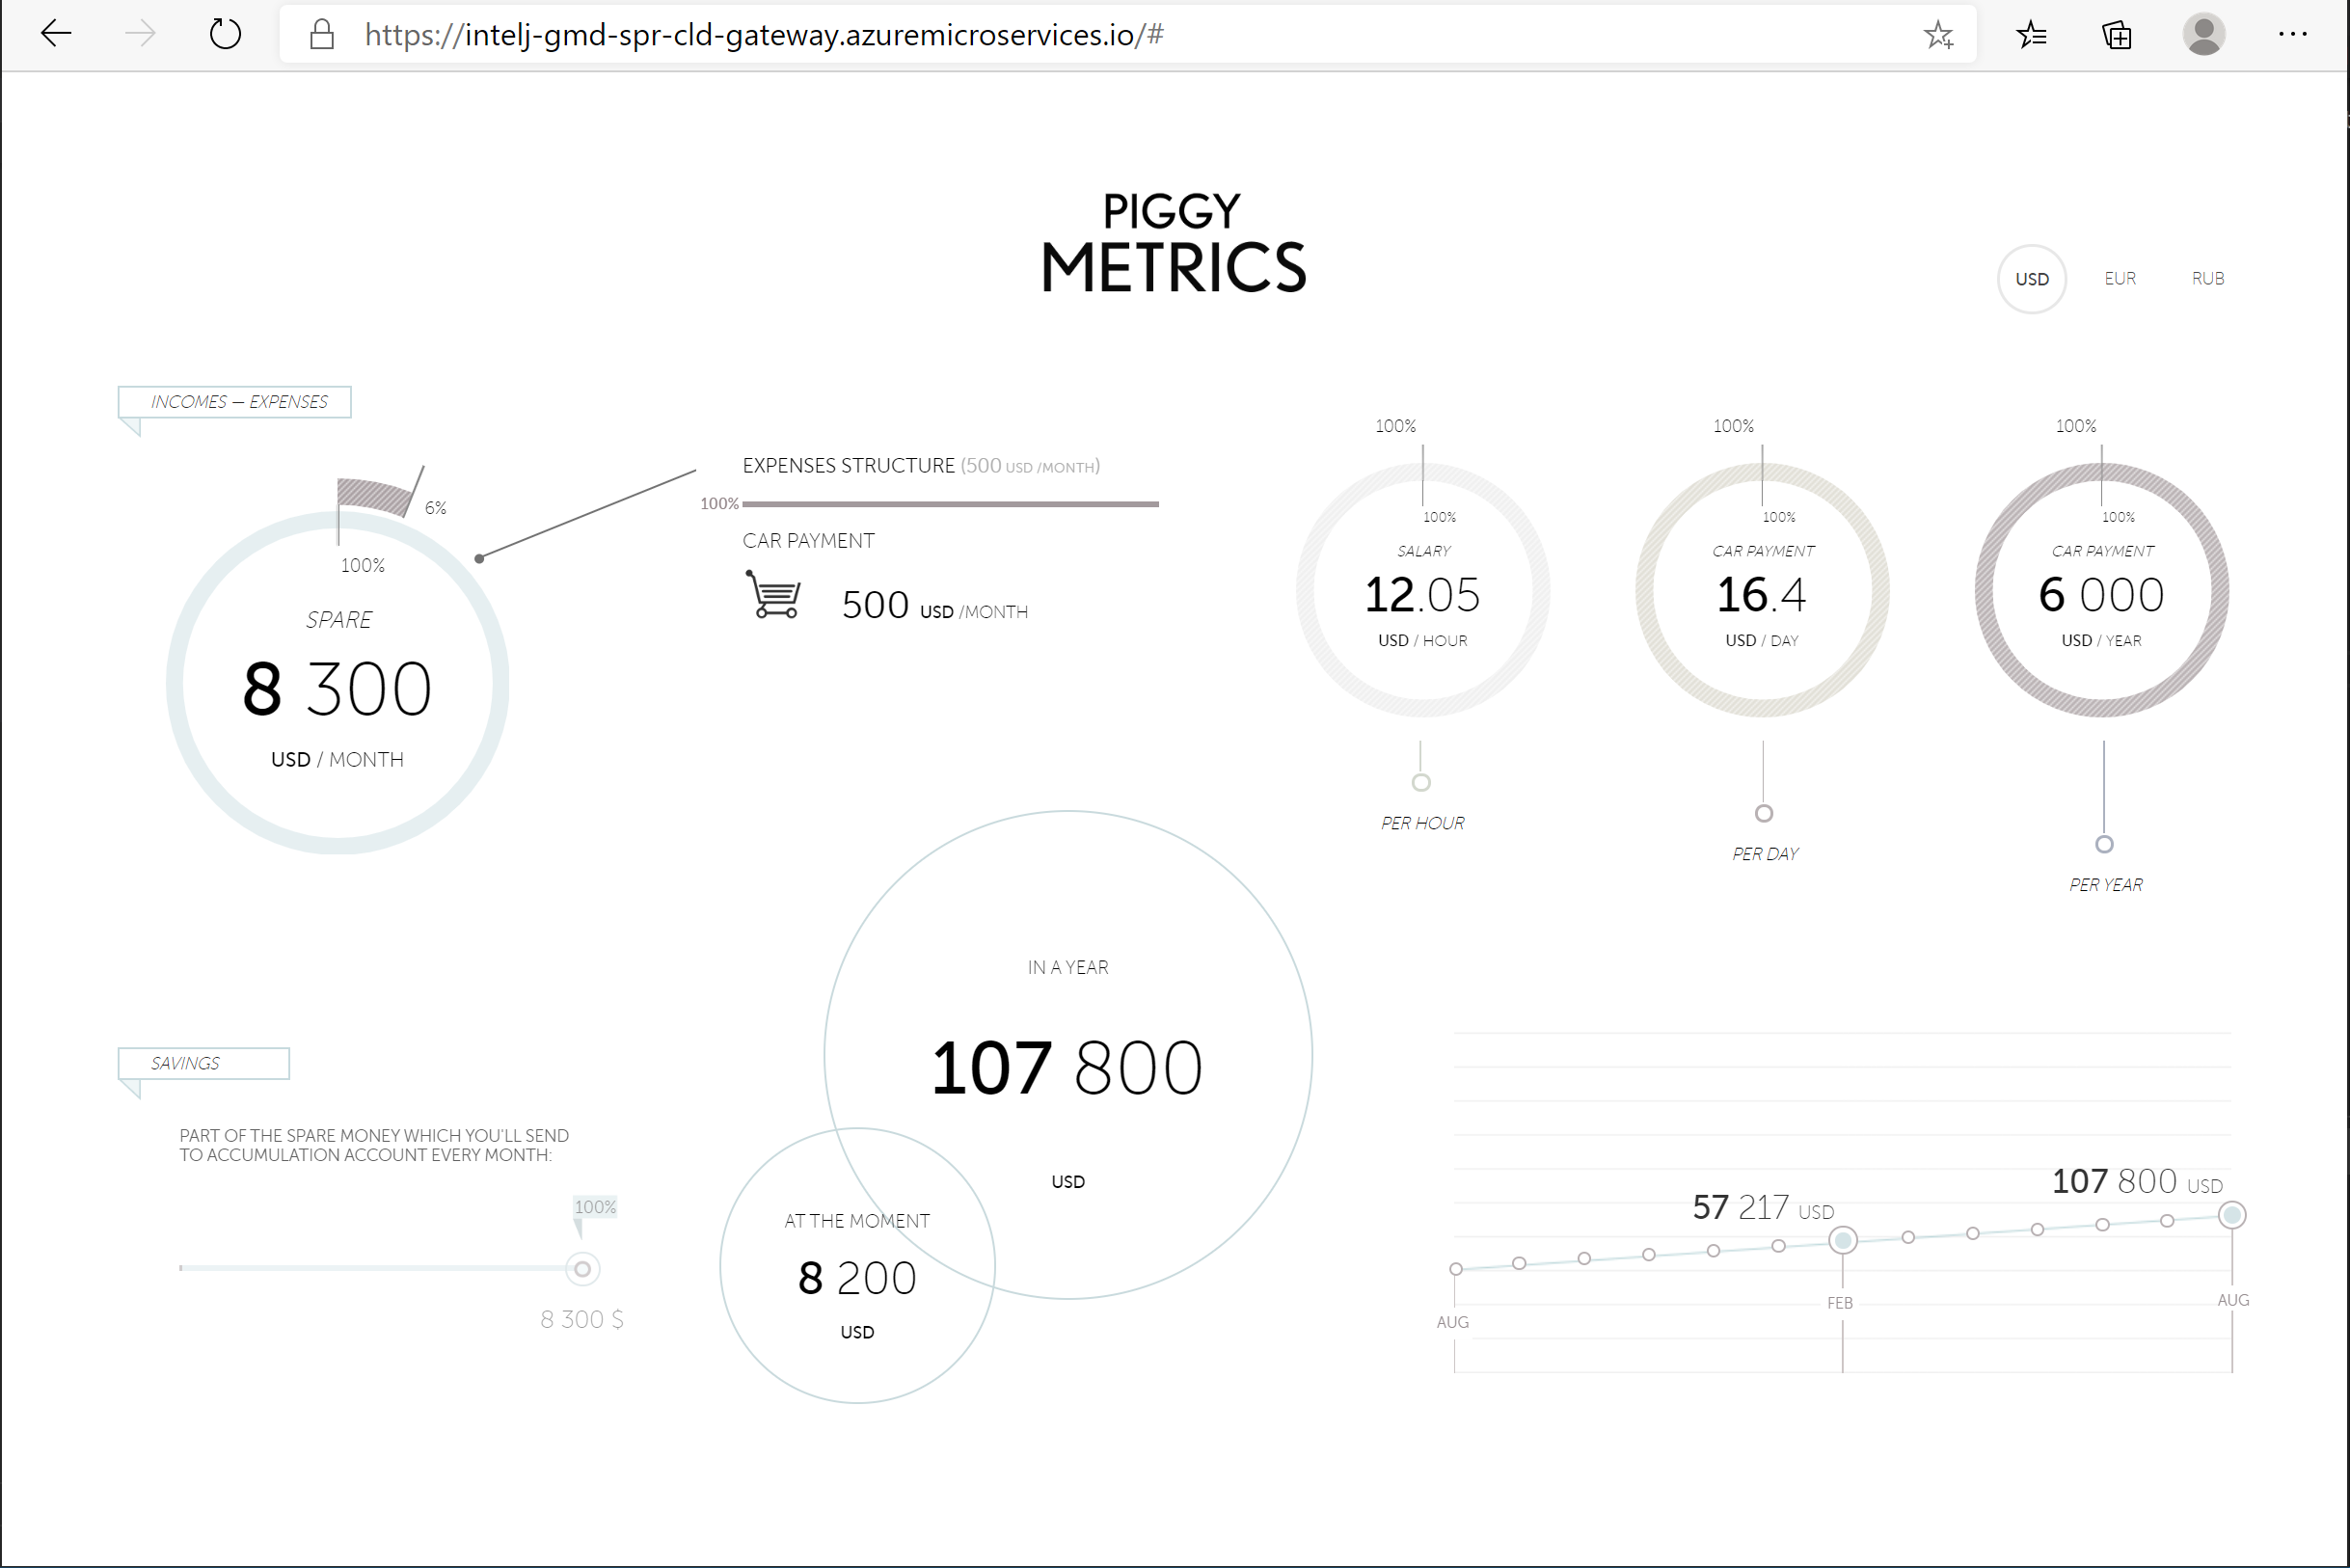 https://intelj-gmd-spr-cld-gateway.azuremicroservices.io/#
PIGGY
METRICS
USD EUR RUB
INCOMES — EXPENSES
6%
100%
SPARE
8 300
USD / MONTH
EXPENSES STRUCTURE (500 USD /MONTH)
100%
CAR PAYMENT
500 USD /MONTH
100%
100%
SALARY
12.05
USD / HOUR
PER HOUR
100%
100%
CAR PAYMENT
16.4
USD / DAY
PER DAY
100%
100%
CAR PAYMENT
6 000
USD / YEAR
PER YEAR
SAVINGS
PART OF THE SPARE MONEY WHICH YOU'LL SEND
TO ACCUMULATION ACCOUNT EVERY MONTH:
100%
8 300 $
IN A YEAR
107 800
USD
AT THE MOMENT
8 200
USD
57 217 USD
107 800 USD
AUG
FEB
AUG